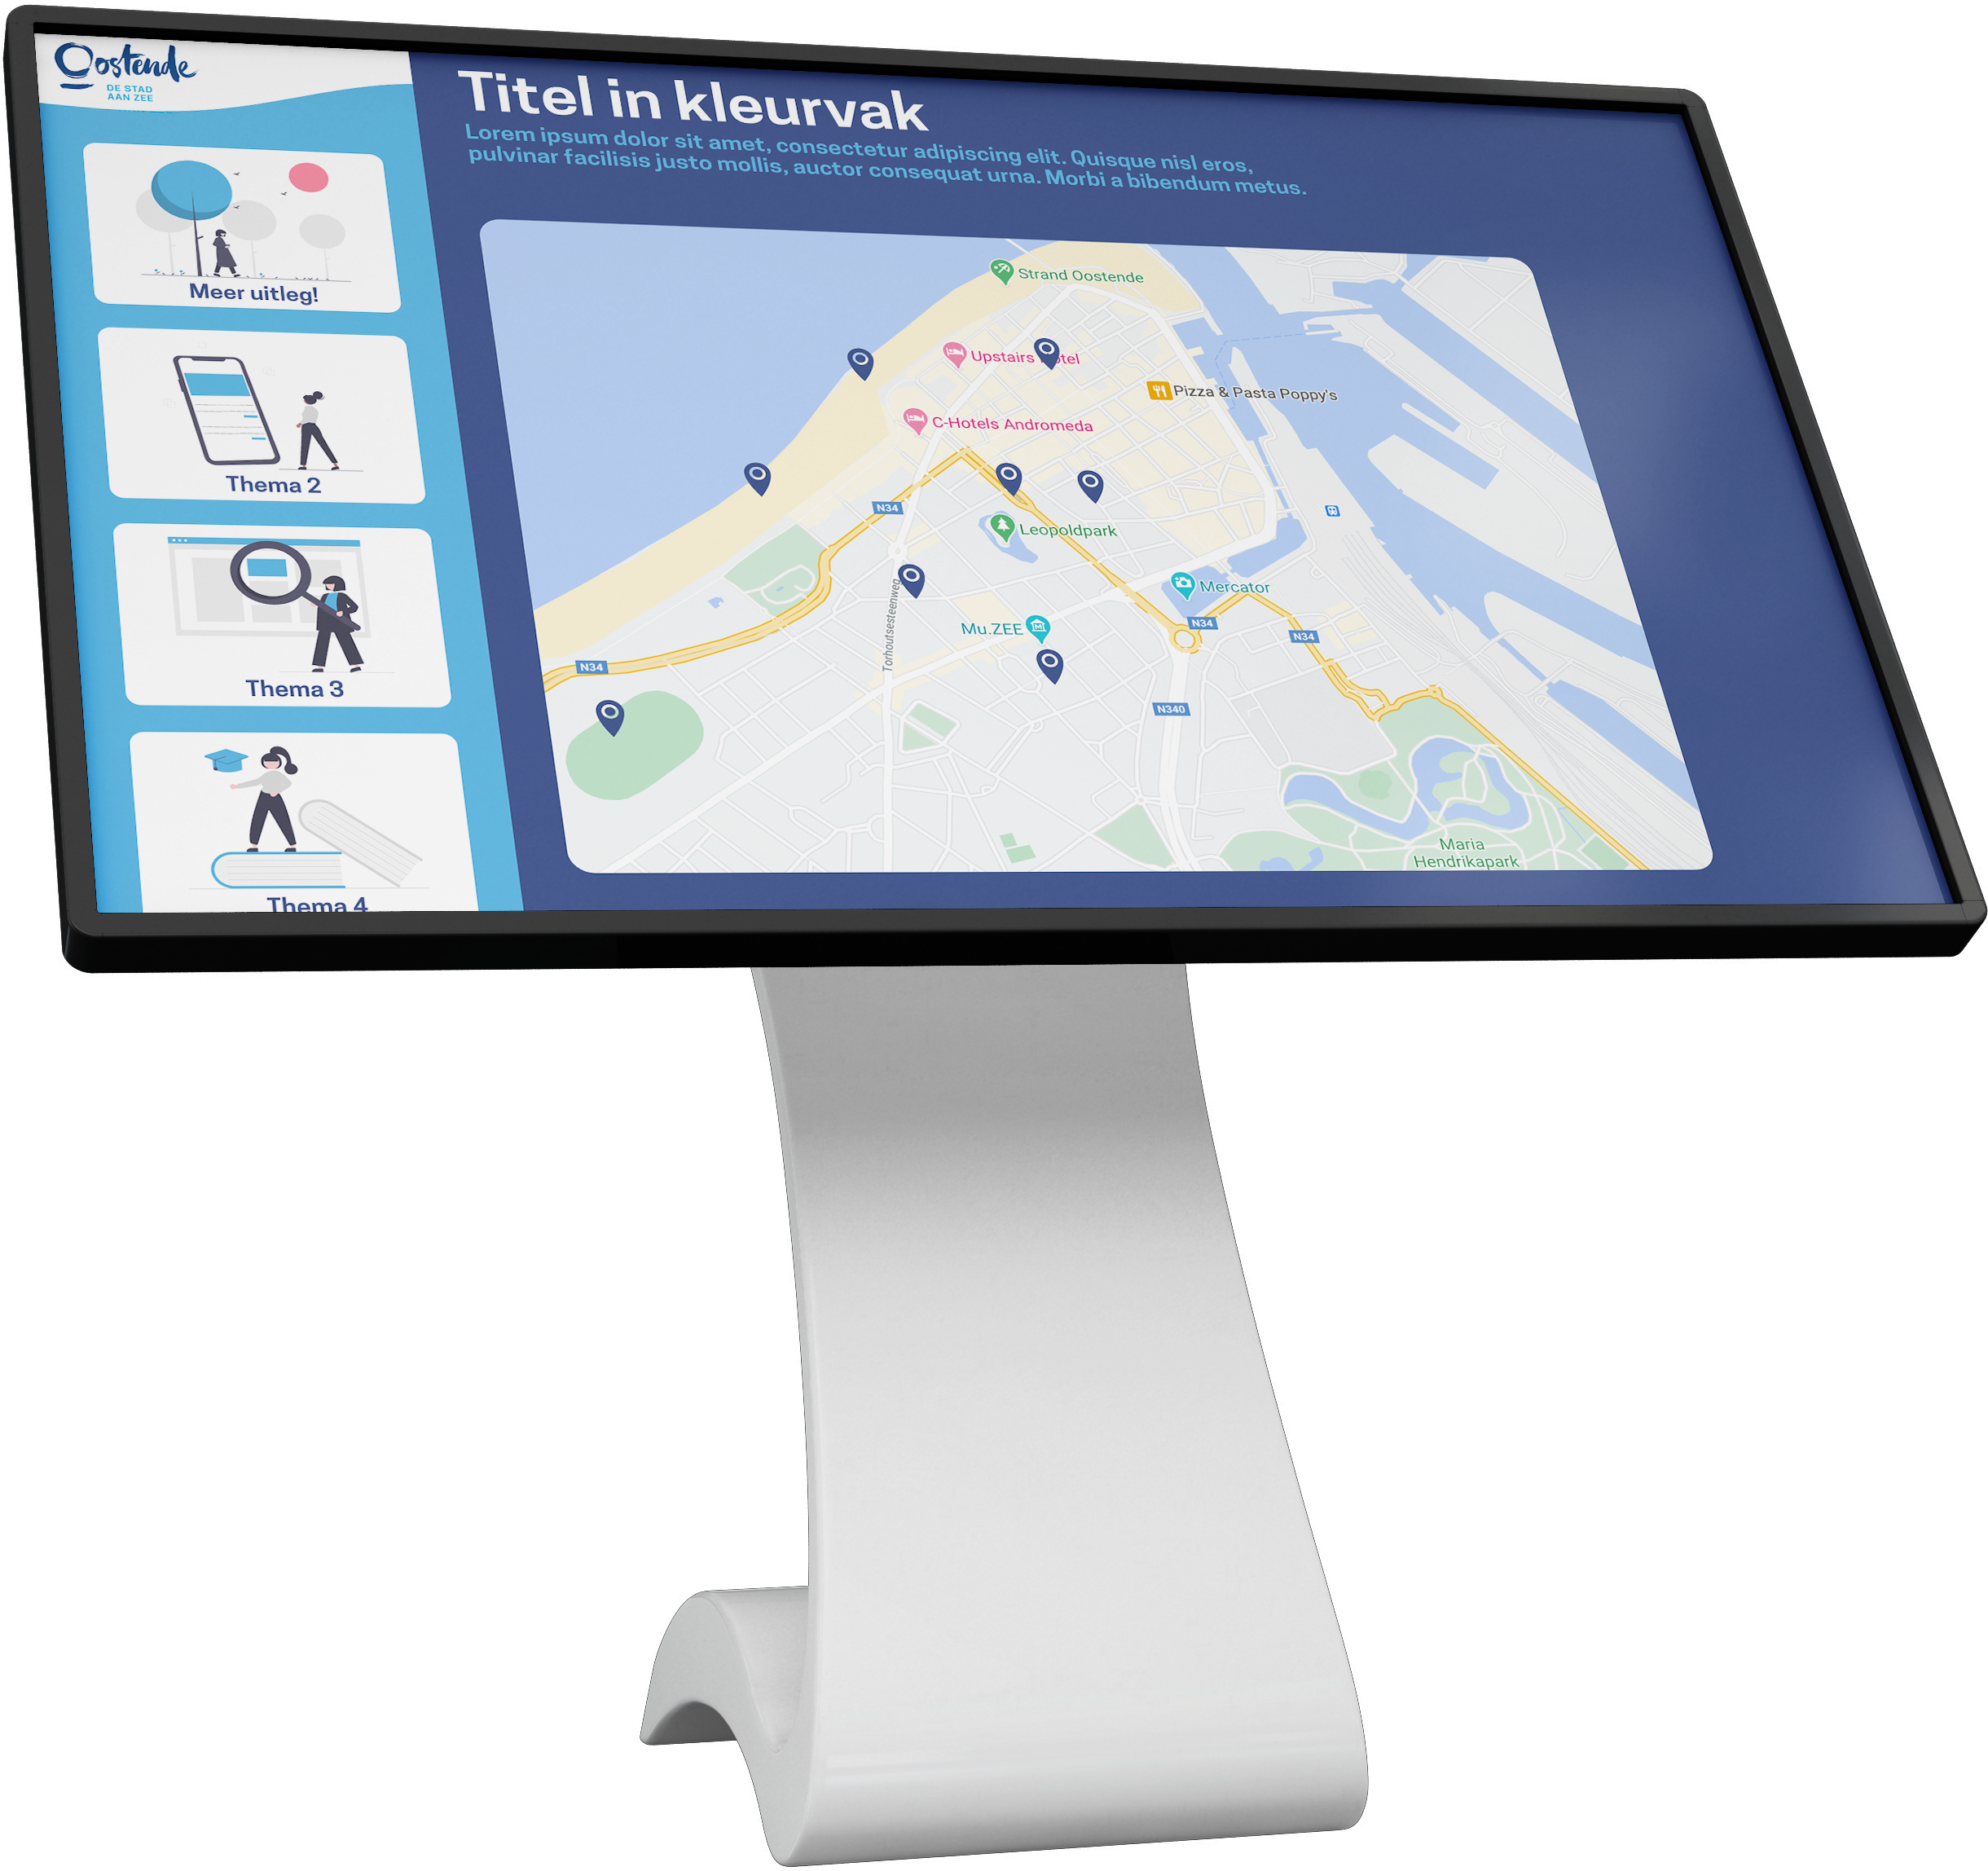 Oostende
DE STAD
AAN ZEE
Meer uitleg!
Thema 2
Thema 3
Thema 4
Titel in kleurvak
Lorem ipsum dolor sit amet, consectetur adipiscing elit. Quisque nisl eros,
pulvinar facilisis justo mollis, auctor consequat urna. Morbi a bibendum metus.
Strand Oostende
Upstairs Hotel
Pizza & Pasta Poppy's
C-Hotels Andromeda
N34
Leopoldpark
Torhoutsesteenweg
Mercator
Mu.ZEE
N34
N34
N34
N340
Maria
Hendrikapark